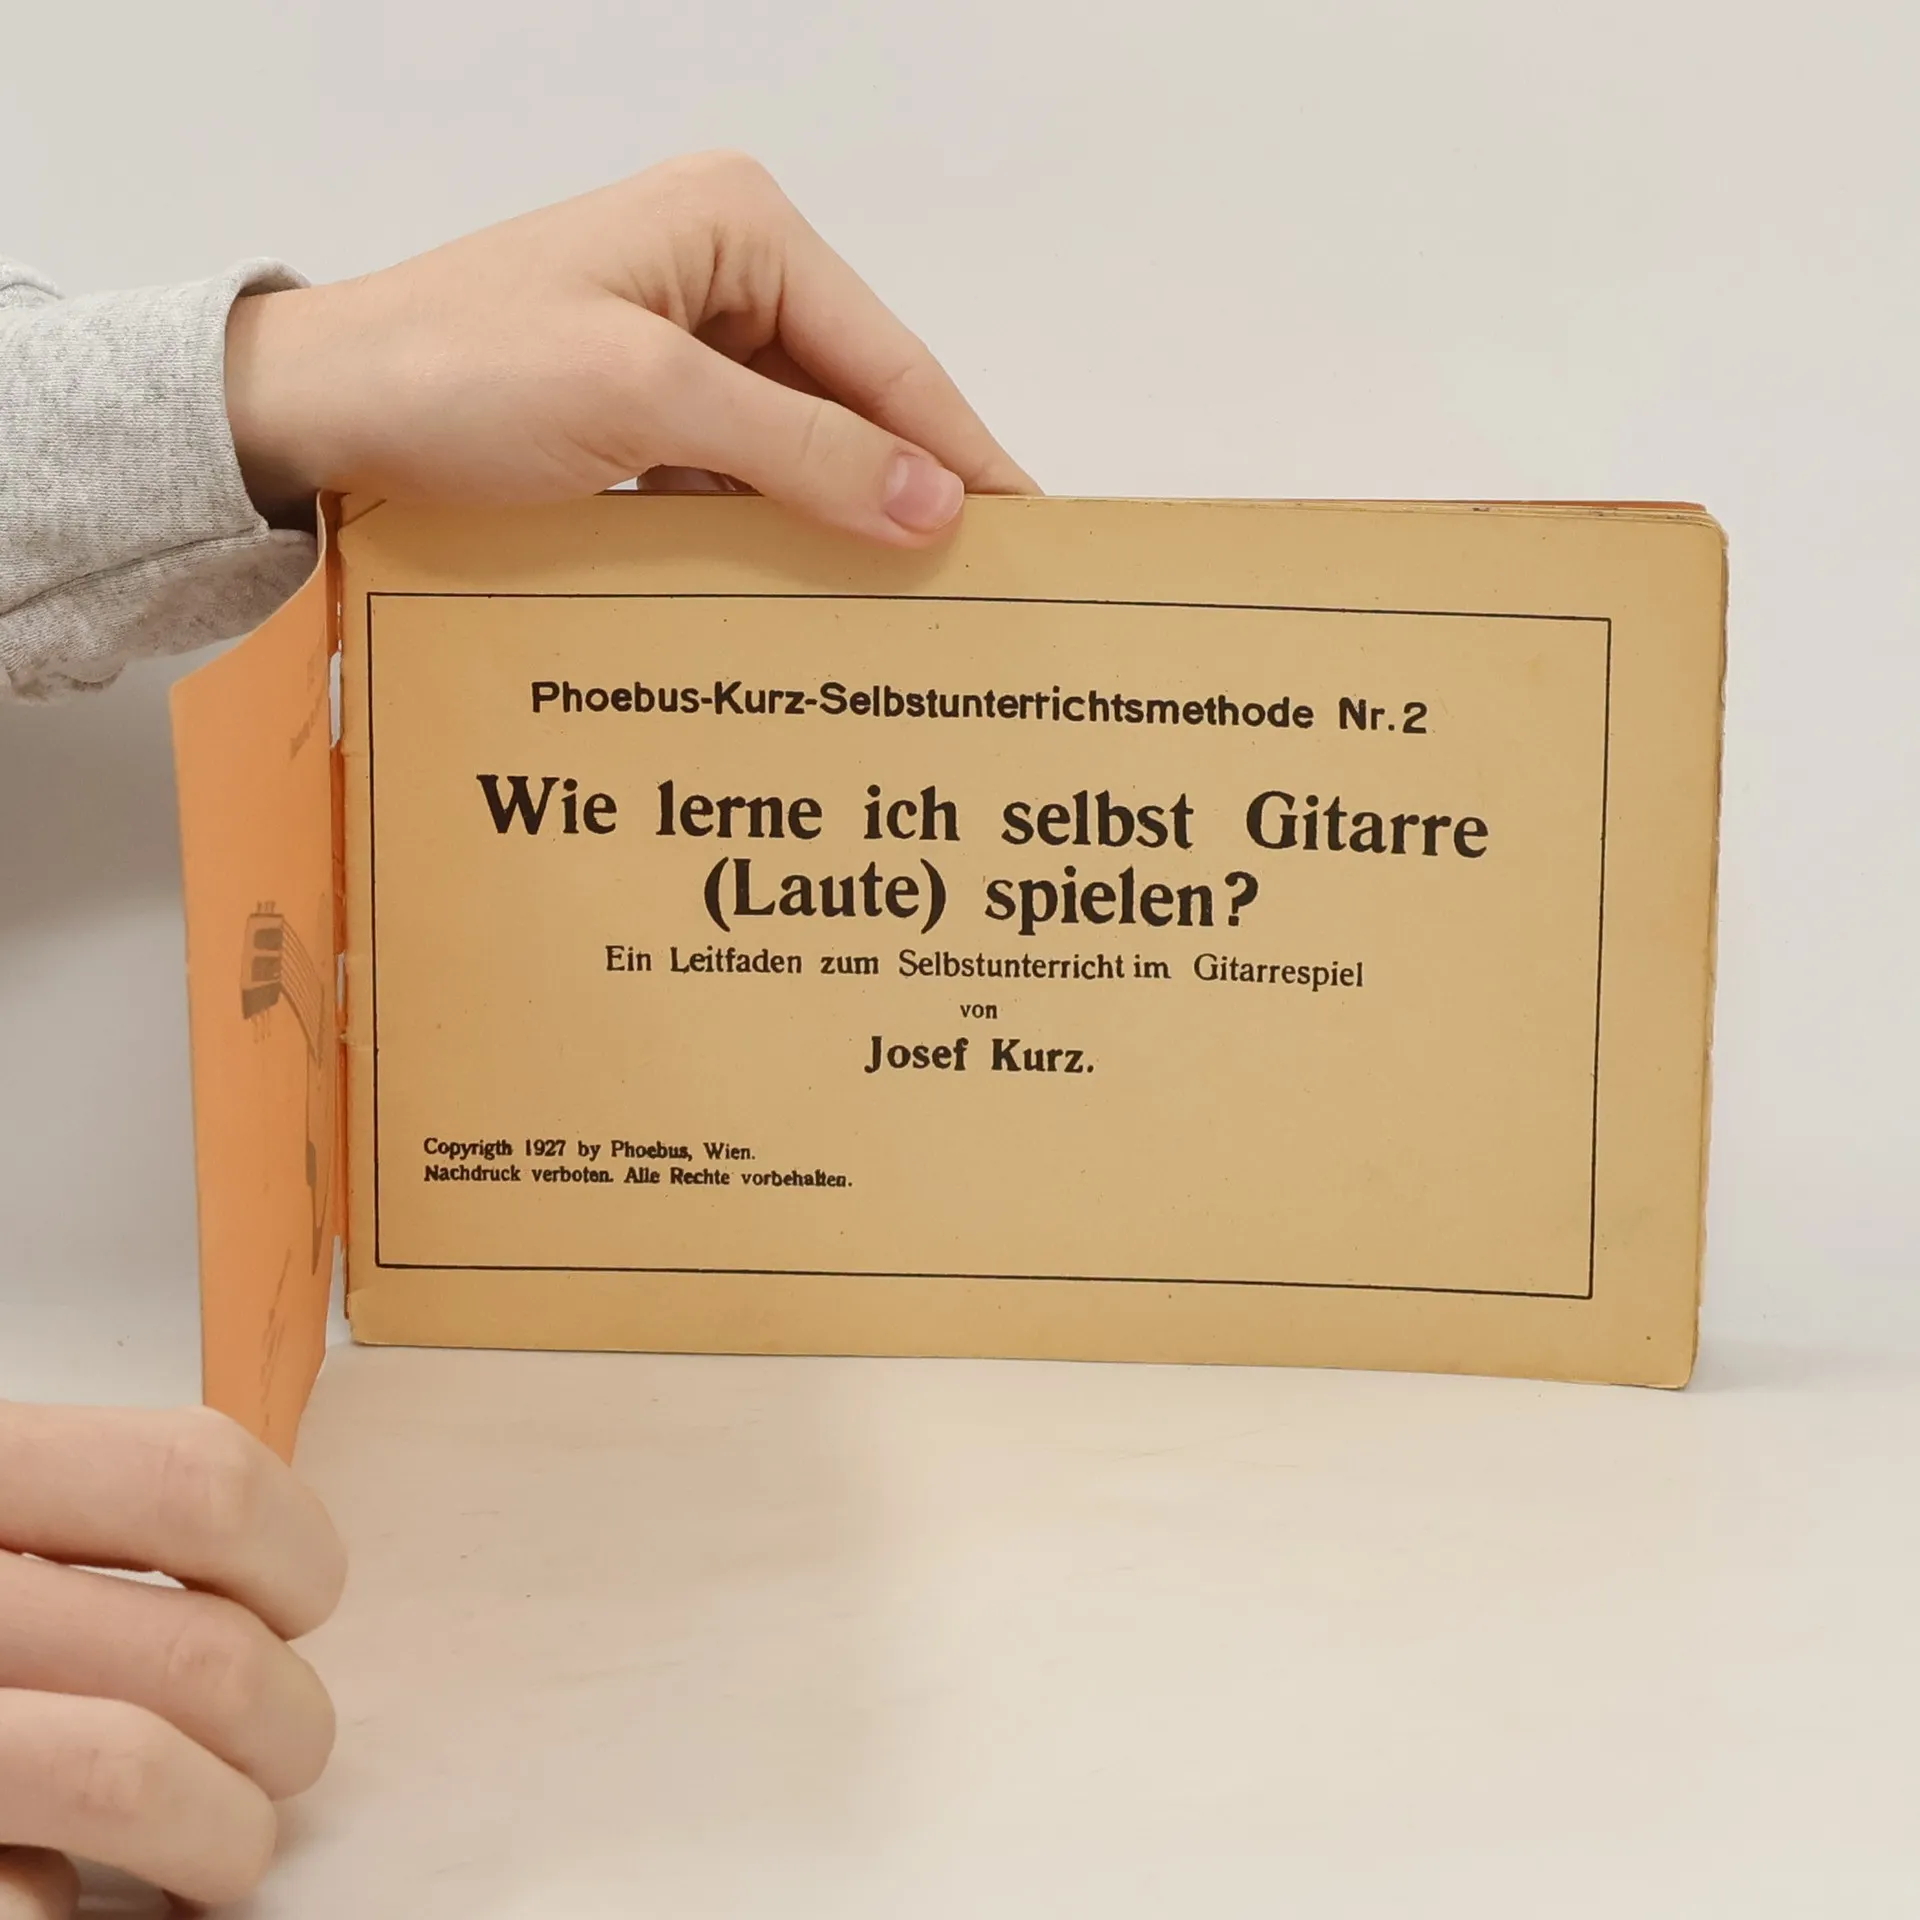 Phoebus-Kurz-Selbstunterrichtsmethode Nr. 2
Wie lerne ich selbst Gitarre
(Laute) spielen?
Ein Leitfaden zum Selbstunterricht im Gitarrespiel
von
Josef Kurz.
Copyrigth 1927 by Phoebus, Wien.
Nachdruck verboten. Alle Rechte vorbehalten.